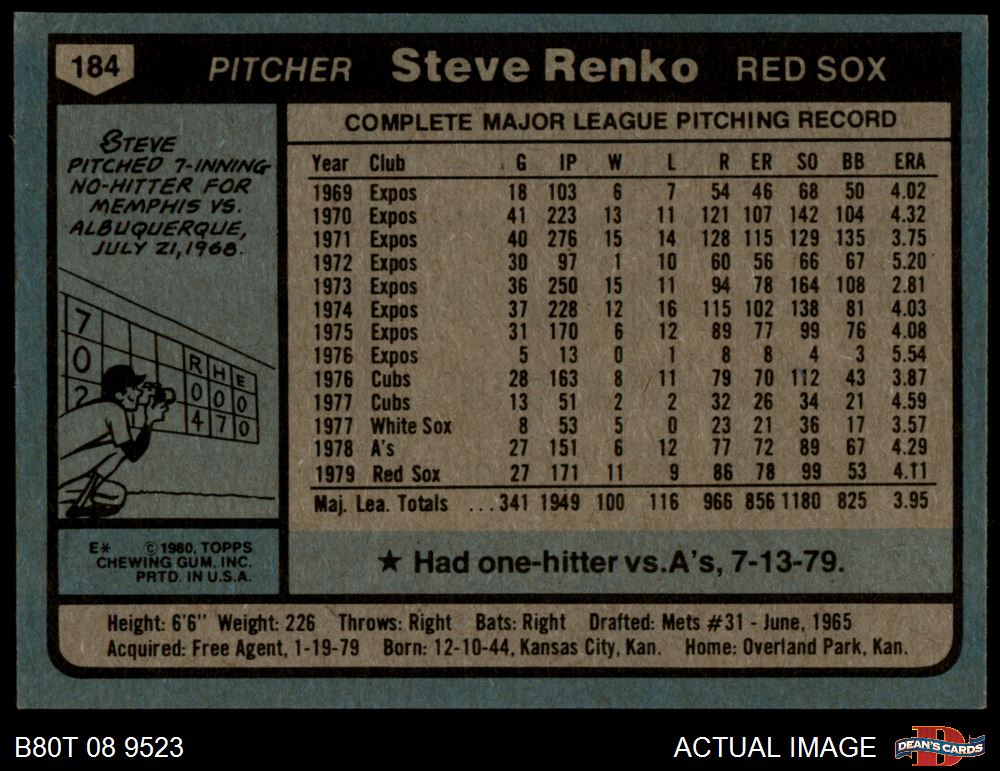 184 PITCHER Steve Renko RED SOX
STEVE
PITCHED 7-INNING
NO-HITTER FOR
MEMPHIS VS.
ALBUQUERQUE,
JULY 21, 1968.
7
0 R H E
2 0 0 0
4 7 0
COMPLETE MAJOR LEAGUE PITCHING RECORD
Year Club G IP W L R ER SO BB ERA
1969 Expos 18 103 6 7 54 46 68 50 4.02
1970 Expos 41 223 13 11 121 107 142 104 4.32
1971 Expos 40 276 15 14 128 115 129 135 3.75
1972 Expos 30 97 1 10 60 56 66 67 5.20
1973 Expos 36 250 15 11 94 78 164 108 2.81
1974 Expos 37 228 12 16 115 102 138 81 4.03
1975 Expos 31 170 6 12 89 77 99 76 4.08
1976 Expos 5 13 0 1 8 8 4 3 5.54
1976 Cubs 28 163 8 11 79 70 112 43 3.87
1977 Cubs 13 51 2 2 32 26 34 21 4.59
1977 White Sox 8 53 5 0 23 21 36 17 3.57
1978 A's 27 151 6 12 77 72 89 67 4.29
1979 Red Sox 27 171 11 9 86 78 99 53 4.11
Maj. Lea. Totals ...341 1949 100 116 966 856 1180 825 3.95
E* ©1980, TOPPS
CHEWING GUM, INC.
PRTD. IN U.S.A.
★ Had one-hitter vs.A's, 7-13-79.
Height: 6'6" Weight: 226 Throws: Right Bats: Right Drafted: Mets #31 - June, 1965
Acquired: Free Agent, 1-19-79 Born: 12-10-44, Kansas City, Kan. Home: Overland Park, Kan.
B80T 08 9523 ACTUAL IMAGE DEAN'S CARDS